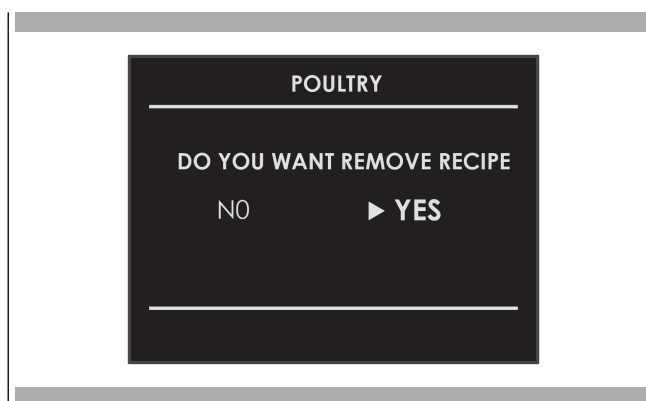 POULTRY
DO YOU WANT REMOVE RECIPE
N0 ▶ YES